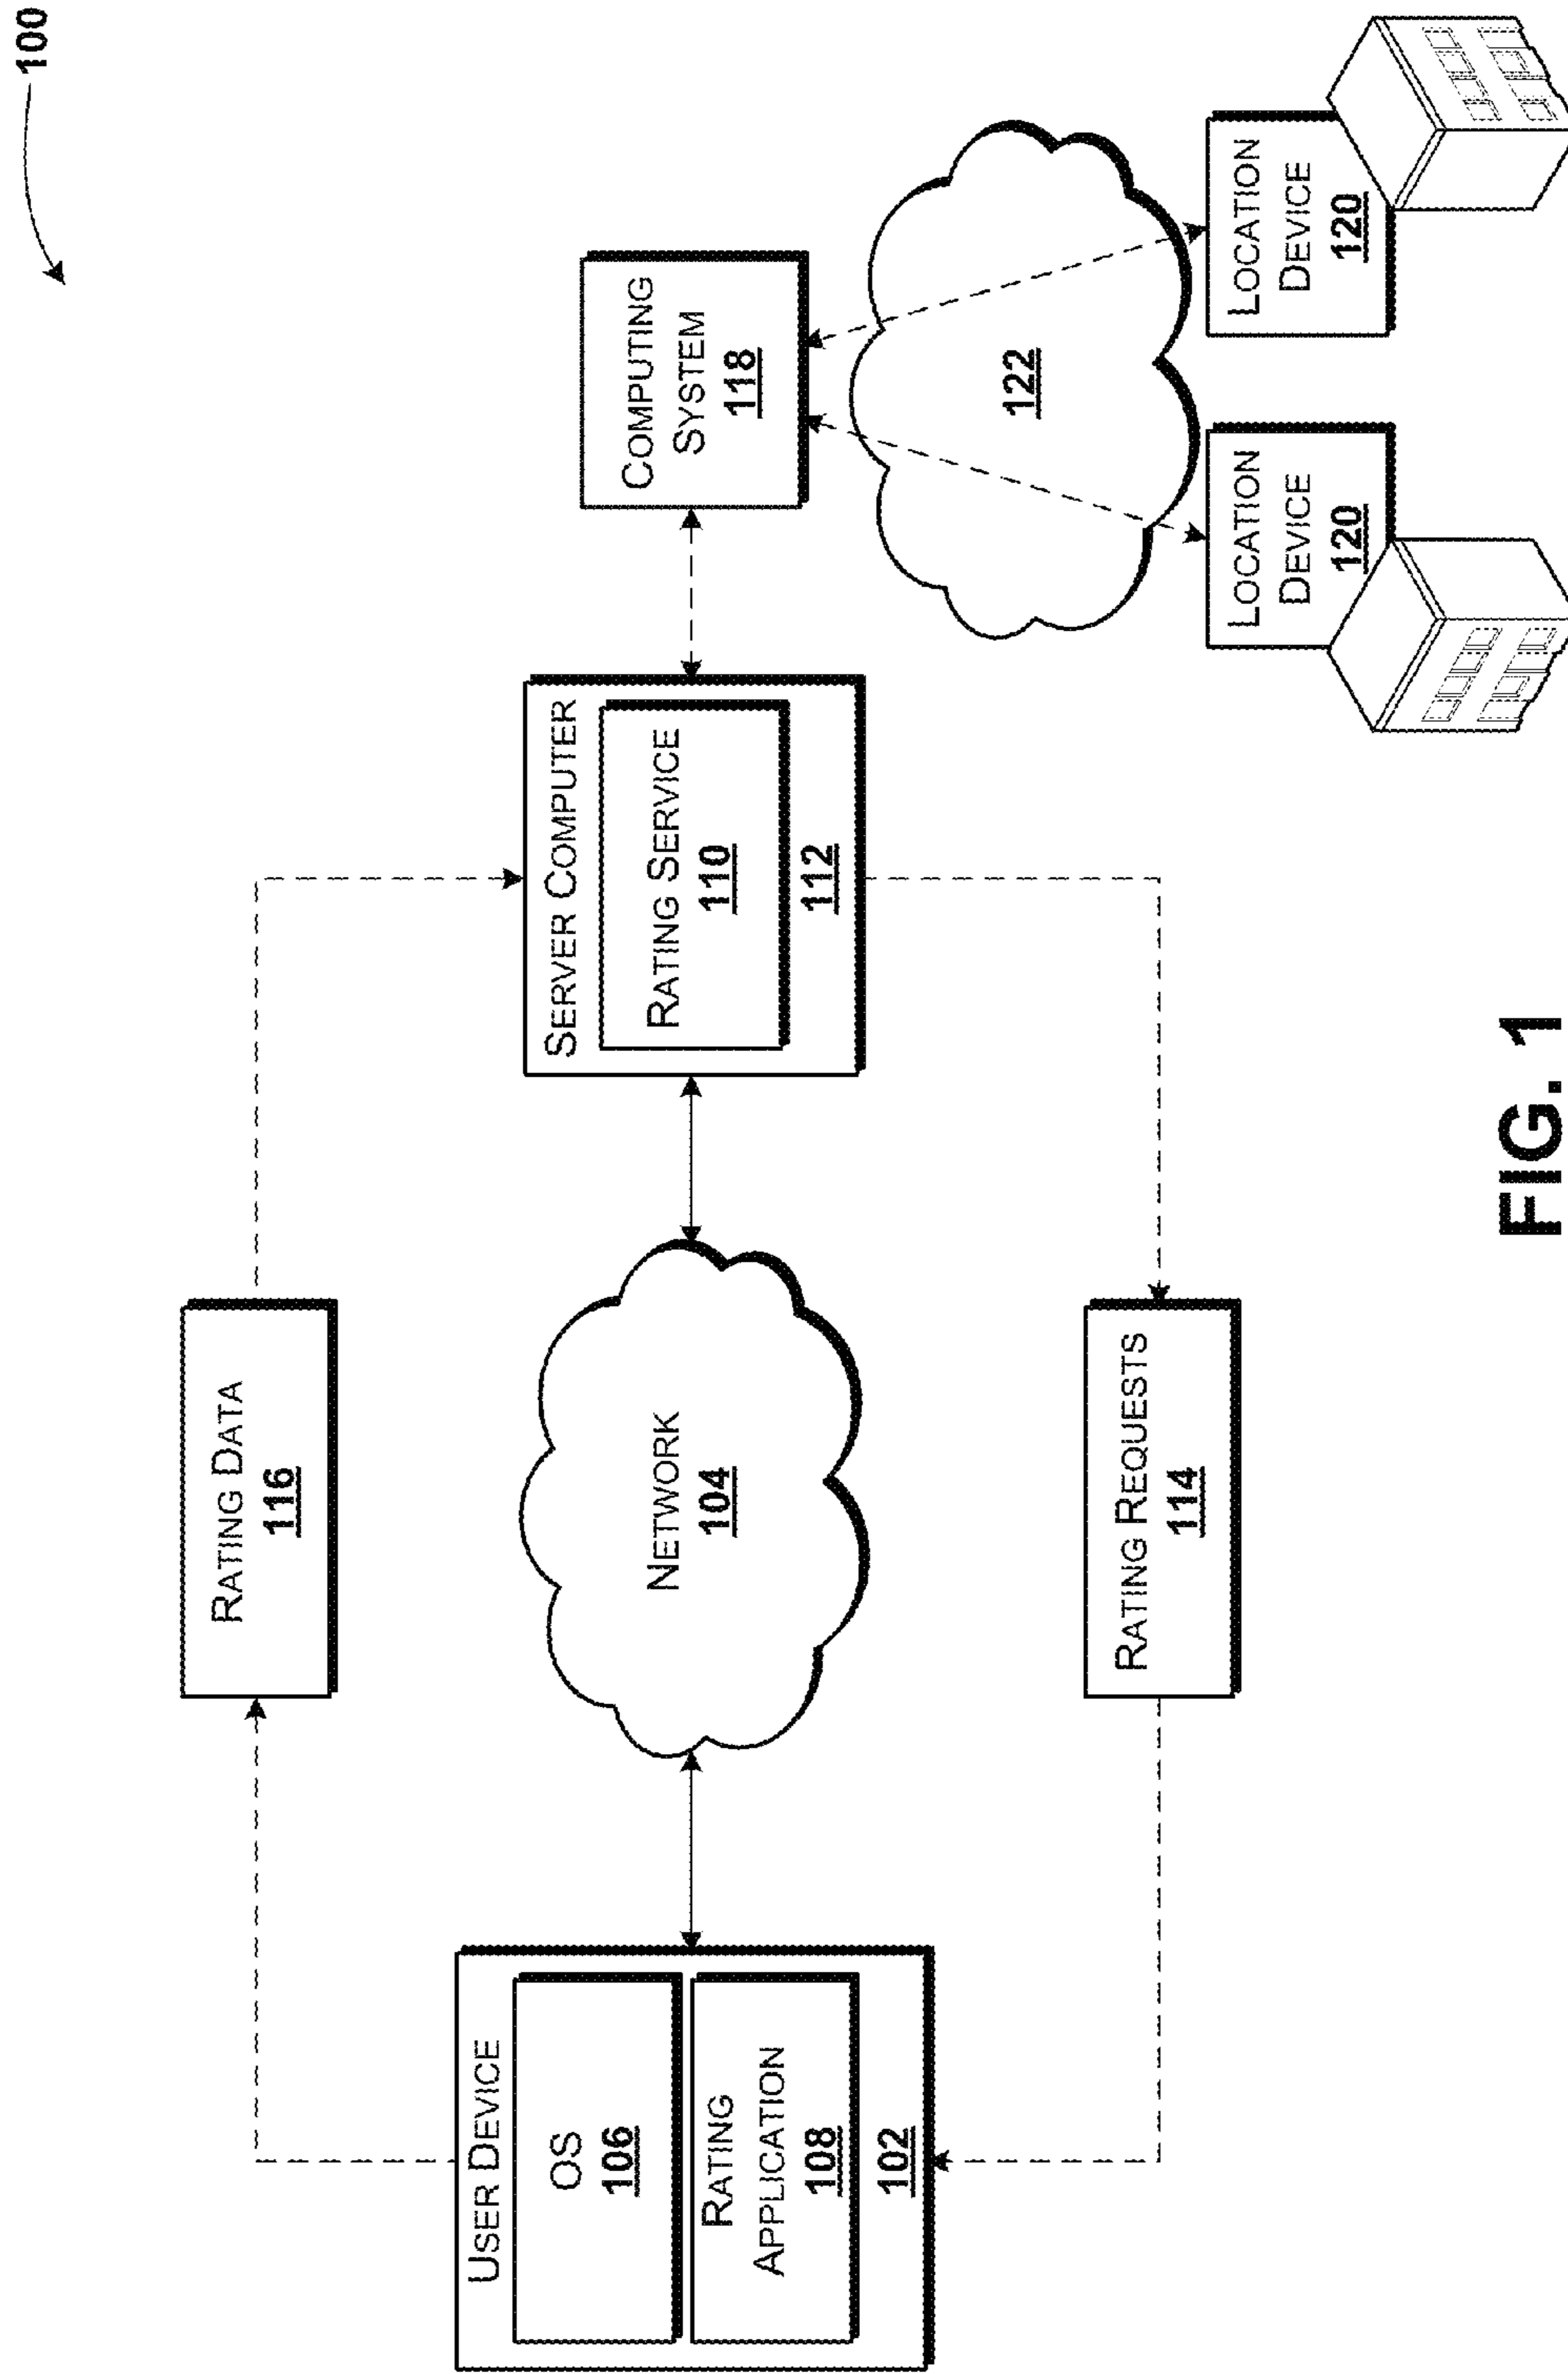 100
RATING DATA
116
USER DEVICE
OS
106
RATING
APPLICATION
108
102
NETWORK
104
SERVER COMPUTER
RATING SERVICE
110
112
COMPUTING
SYSTEM
118
122
LOCATION
DEVICE
120
LOCATION
DEVICE
120
RATING REQUESTS
114
FIG. 1